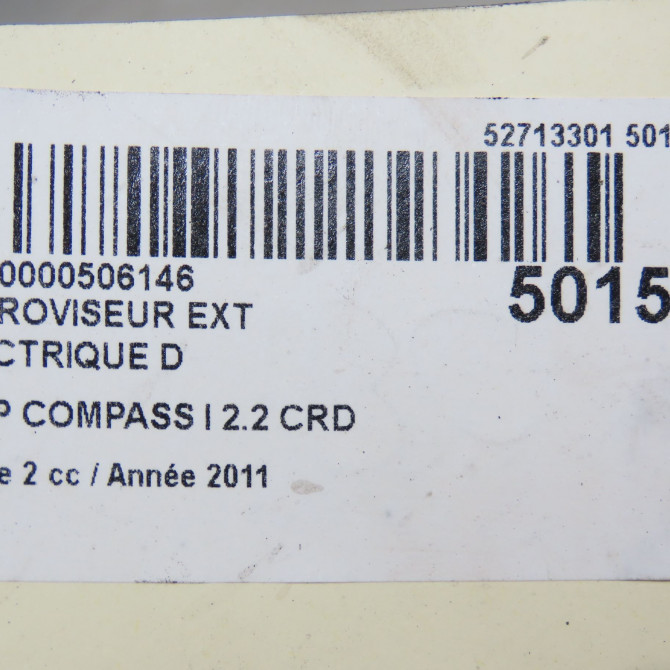 52713301 501
0000506146
5015
ROVISEUR EXT
CTRIQUE D
P COMPASS I 2.2 CRD
e 2 cc / Année 2011